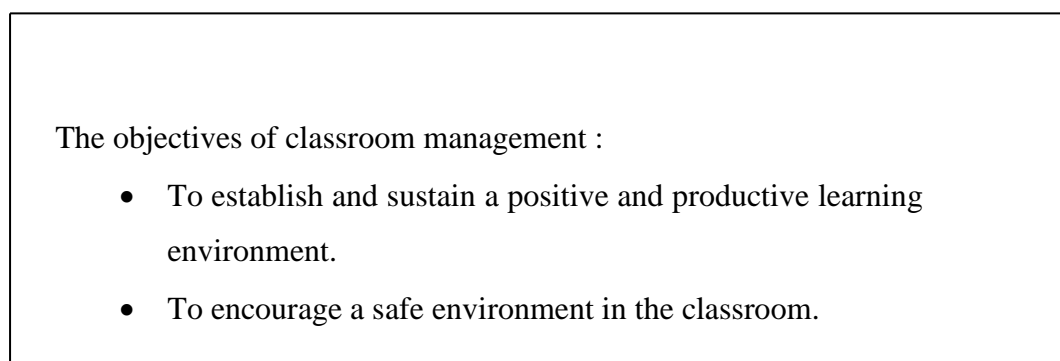 The objectives of classroom management :
• To establish and sustain a positive and productive learning
environment.
• To encourage a safe environment in the classroom.